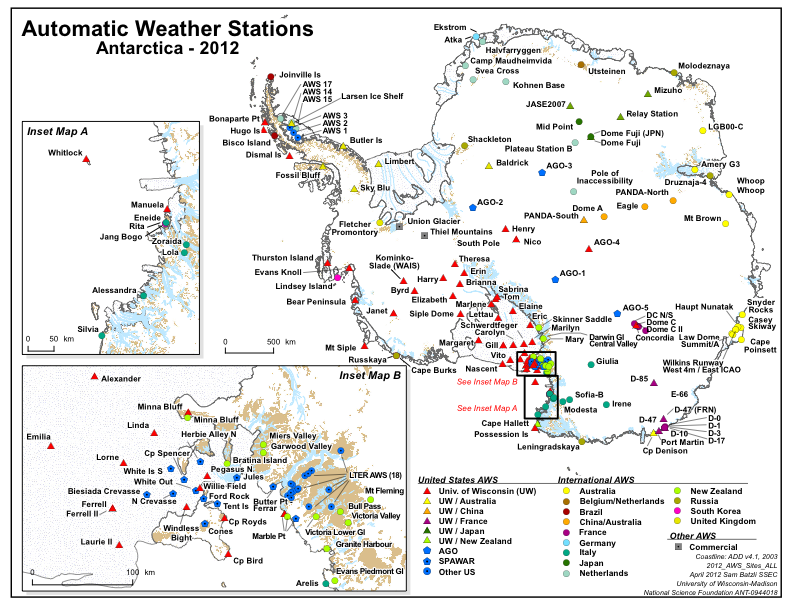 Automatic Weather Stations
Antarctica - 2012
Ekstrom
Atka
Halvfarryggen
Camp Maudheimvida
Svea Cross
Kohnen Base
Utsteinen
Molodeznaya
Mizuho
JASE2007
Relay Station
Mid Point
Dome Fuji (JPN)
Dome Fuji
LGB00-C
Plateau Station B
Shackleton
Baldrick
AGO-3
Amery G3
Druznaja-4
Pole of
Inaccessibility
Whoop
Whoop
PANDA-North
Eagle
Dome A
PANDA-South
Mt Brown
AGO-2
Joinville Is
AWS 17
AWS 14
AWS 15
Larsen Ice Shelf
Bonaparte Pt
Hugo Is
Bisco Island
Dismal Is
AWS 3
AWS 2
AWS 1
Butler Is
Limbert
Fossil Bluff
Sky Blu
Fletcher
Promontory
Union Glacier
Thiel Mountains
South Pole
Henry
Nico
AGO-4
AGO-1
Thurston Island
Evans Knoll
Lindsey Island
Bear Peninsula
Kominko-
Slade (WAIS)
Theresa
Erin
Harry
Brianna
Byrd
Elizabeth
Sabrina
Tom
Marlene
Janet
Siple Dome
Lettau
Elaine
Eric
Skinner Saddle
Schwerdtfeger
Marilyn
Carolyn
Mary
Darwin Gl
Central Valley
Margaret
Gill
Vito
Nascent
Mt Siple
Russkaya
Cape Burks
AGO-5
DC N/S
Dome C
Dome C II
Concordia
Haupt Nunatak
Snyder
Rocks
Casey
Skiway
Law Dome
Summit/A
Cape
Poinsett
Wilkins Runway
West 4m / East ICAO
Giulia
D-85
E-66
See Inset Map B
See Inset Map A
Sofia-B
Irene
Modesta
Cape Hallett
Possession Is
Leningradskaya
D-47 (FRN)
D-47
D-0
D-1
D-3
D-10
D-17
Port Martin
Cp Denison
500 km
0
250
Inset Map A
Whitlock
Manuela
Eneide
Rita
Jang Bogo
Zoraida
Lola
Alessandra
Silvia
0
50 km
Inset Map B
Alexander
Minna Bluff
Minna Bluff
Linda
Herbie Alley N
Miers Valley
Garwood Valley
Emilia
Cp Spencer
Bratina Island
Lorne
Pegasus N.
White Is S
Jules
LTER AWS (18)
White Out
Willie Field
Biesiada Crevasse
Ford Rock
Mt Fleming
N Crevasse
Tent Is
Butter Pt -
Ferrar
Bull Pass
Ferrell
Ferrell II
Victoria Valley
Cp Royds
Windless
Bight
Cones
Marble Pt
Victoria Lower Gl
Laurie II
Granite Harbour
Cp Bird
Evans Piedmont Gl
Arelis
0
100 km
United States AWS
Univ. of Wisconsin (UW)
UW / Australia
UW / China
UW / France
UW / Japan
UW / New Zealand
AGO
SPAWAR
Other US
International AWS
Australia
Belgium/Netherlands
Brazil
China/Australia
France
Germany
Italy
Japan
Netherlands
New Zealand
Russia
South Korea
United Kingdom
Other AWS
Commercial
Coastline: ADD v4.1, 2003
2012_AWS_Sites_ALL
April 2012 Sam Batzli SSEC
University of Wisconsin-Madison
National Science Foundation ANT-0944018